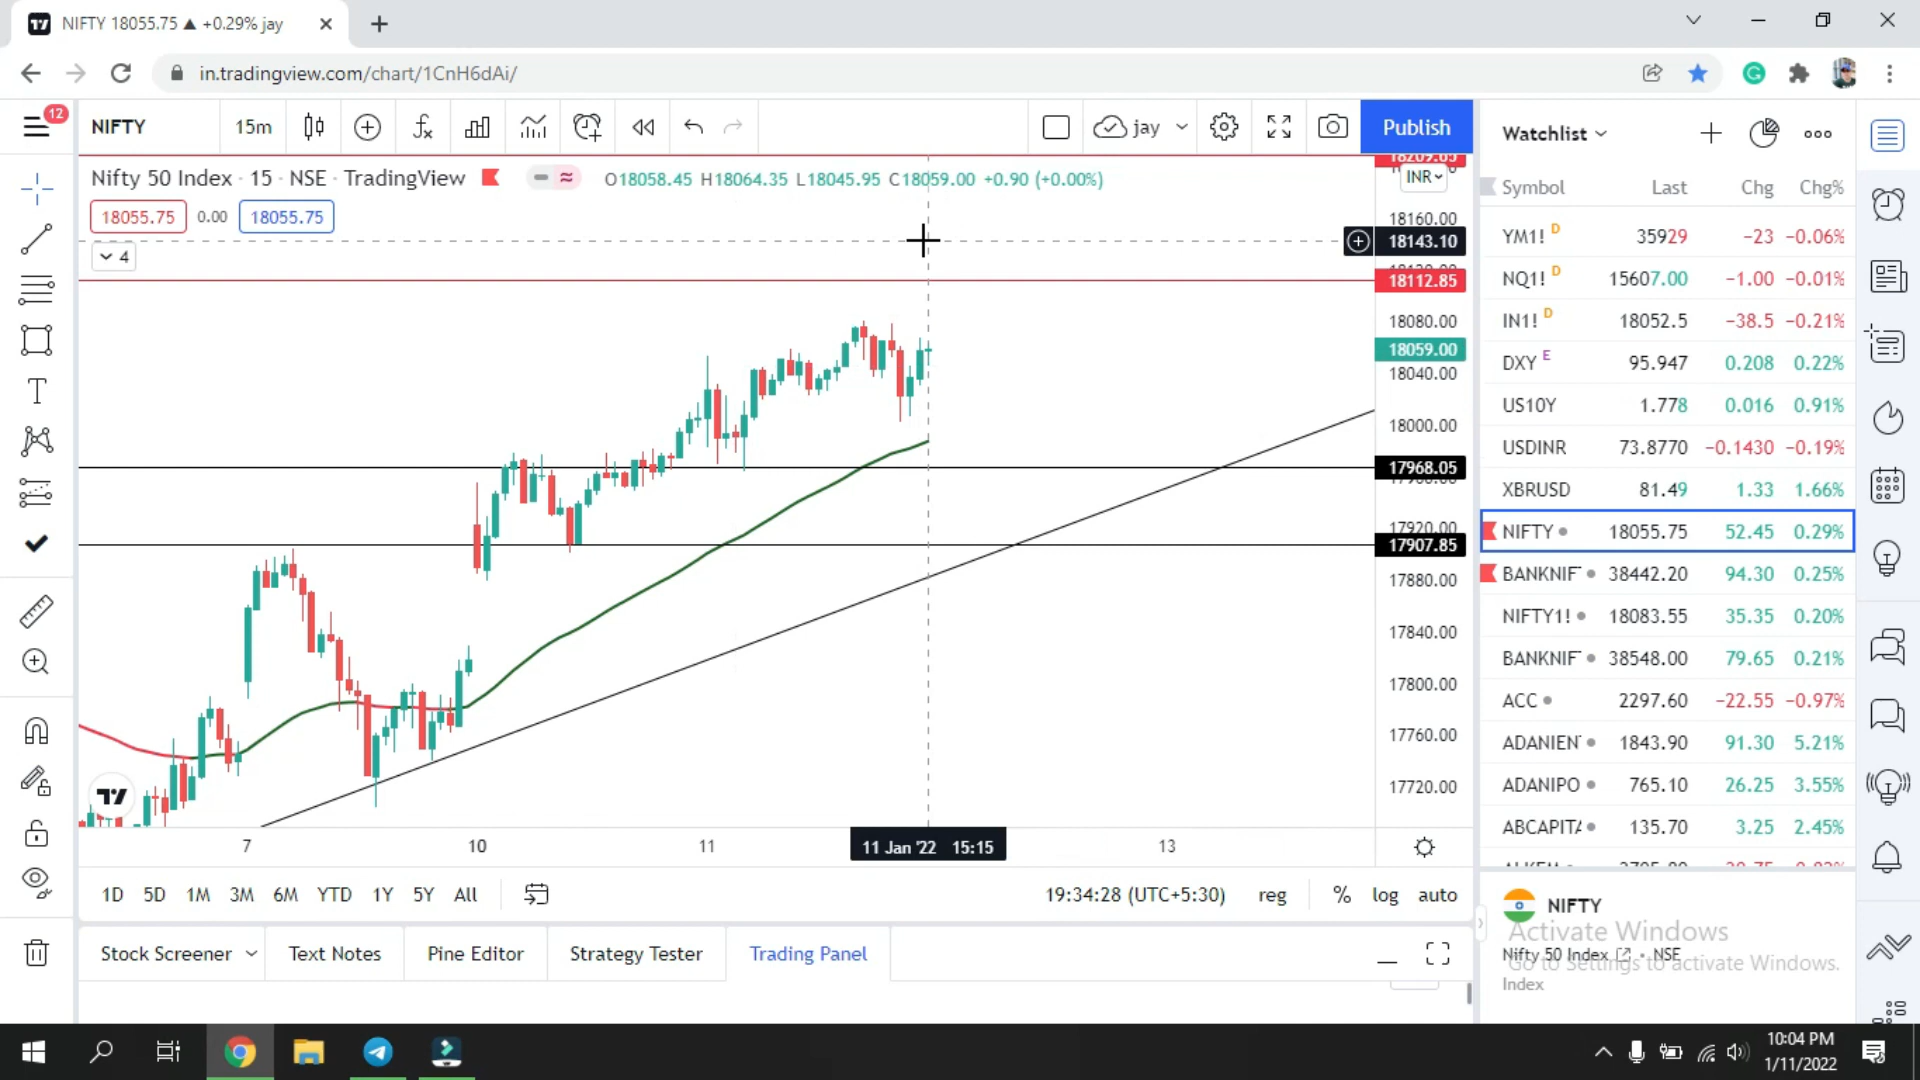 NIFTY 18055.75 ▲ +0.29% jay
in.tradingview.com/chart/1CnH6dAi/
12
NIFTY
15m
jay
Publish
Nifty 50 Index · 15 · NSE · TradingView
O18058.45 H18064.35 L18045.95 C18059.00 +0.90 (+0.00%)
18055.75 0.00 18055.75
4
18209.65
INR
18160.00
18143.10
18112.85
18080.00
18059.00
18040.00
18000.00
17968.05
17920.00
17907.85
17880.00
17840.00
17800.00
17760.00
17720.00
7 10 11 11 Jan '22 15:15 13
1D 5D 1M 3M 6M YTD 1Y 5Y All
19:34:28 (UTC+5:30) reg % log auto
Stock Screener Text Notes Pine Editor Strategy Tester Trading Panel
Watchlist
Symbol Last Chg Chg%
YM1! D 35929 −23 −0.06%
NQ1! D 15607.00 −1.00 −0.01%
IN1! D 18052.5 −38.5 −0.21%
DXY E 95.947 0.208 0.22%
US10Y 1.778 0.016 0.91%
USDINR 73.8770 −0.1430 −0.19%
XBRUSD 81.49 1.33 1.66%
NIFTY 18055.75 52.45 0.29%
BANKNIF 38442.20 94.30 0.25%
NIFTY1! 18083.55 35.35 0.20%
BANKNIF 38548.00 79.65 0.21%
ACC 2297.60 −22.55 −0.97%
ADANIEN 1843.90 91.30 5.21%
ADANIPO 765.10 26.25 3.55%
ABCAPITA 135.70 3.25 2.45%
NIFTY
Activate Windows
Nifty 50 Index · NSE
Go to Settings to activate Windows.
Index
10:04 PM
1/11/2022